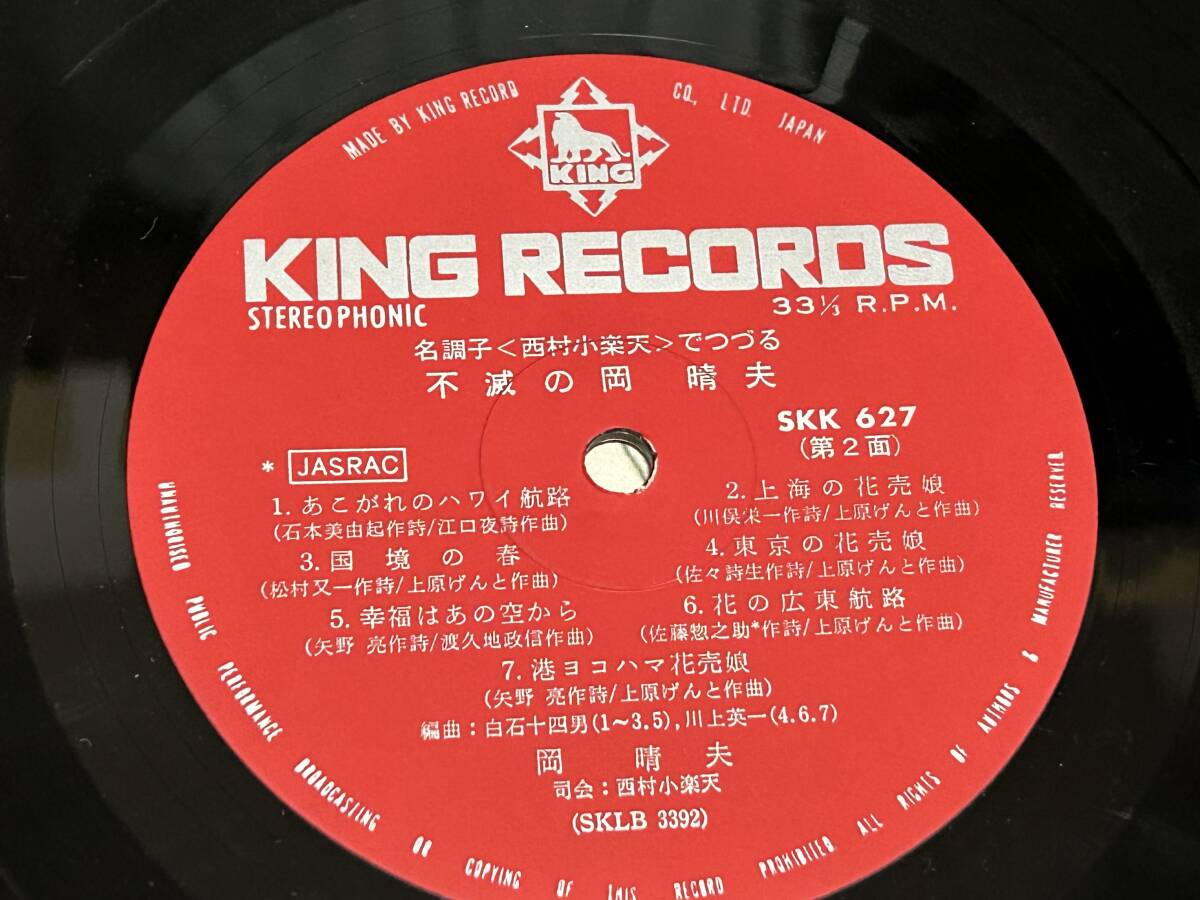 MADE BY KING RECORD CO., LTD. JAPAN
KING
KING RECORDS
STEREOPHONIC
33⅓ R.P.M.
名調子<西村小楽天>でつづる
不滅の岡 晴夫
SKK 627
(第2面)
* JASRAC
1. あこがれのハワイ航路
(石本美由起作詩/江口夜詩作曲)
2. 上海の花売娘
(川俣栄一作詩/上原げんと作曲)
3. 国境の春
(松村又一作詩/上原げんと作曲)
4. 東京の花売娘
(佐々詩生作詩/上原げんと作曲)
5. 幸福はあの空から
(矢野 亮作詩/渡久地政信作曲)
6. 花の広東航路
(佐藤惣之助*作詩/上原げんと作曲)
7. 港ヨコハマ花売娘
(矢野 亮作詩/上原げんと作曲)
編曲:白石十四男(1~3.5),川上英一(4.6.7)
岡 晴夫
司会:西村小楽天
(SKLB 3392)
UNAUTHORISED PUBLIC PERFORMANCE BROADCASTING OR COPYING OF THIS RECORD PROHIBITED ALL RIGHTS OF AUTHORS & MANUFACTURER RESERVED